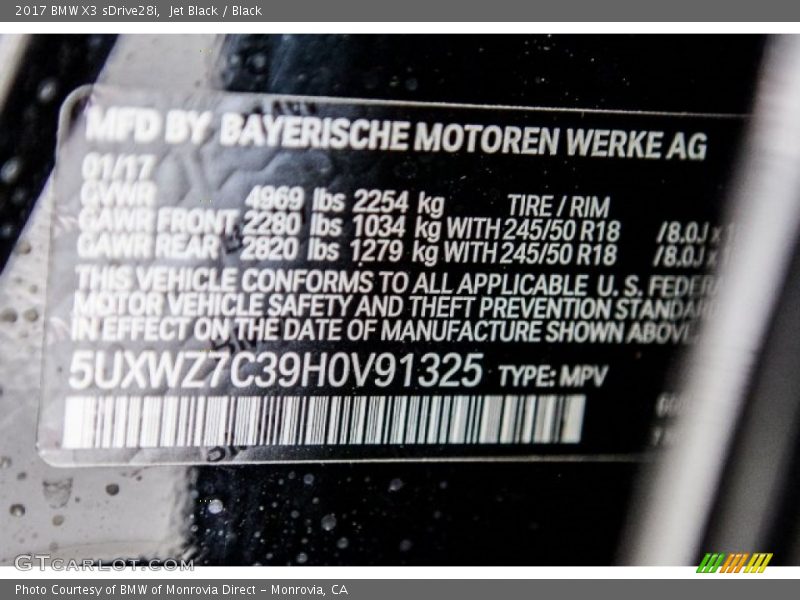 2017 BMW X3 sDrive28i, Jet Black / Black
MFD BY BAYERISCHE MOTOREN WERKE AG
01/17
GVWR 4969 lbs 2254 kg TIRE / RIM
GAWR FRONT 2280 lbs 1034 kg WITH 245/50 R18 /8.0J x
GAWR REAR 2820 lbs 1279 kg WITH 245/50 R18 /8.0J x
THIS VEHICLE CONFORMS TO ALL APPLICABLE U. S.
MOTOR VEHICLE SAFETY AND THEFT PREVENTION
IN EFFECT ON THE DATE OF MANUFACTURE SHOWN
5UXWZ7C39H0V91325 TYPE: MPV
GTCARLOT.COM
Photo Courtesy of BMW of Monrovia Direct - Monrovia, CA